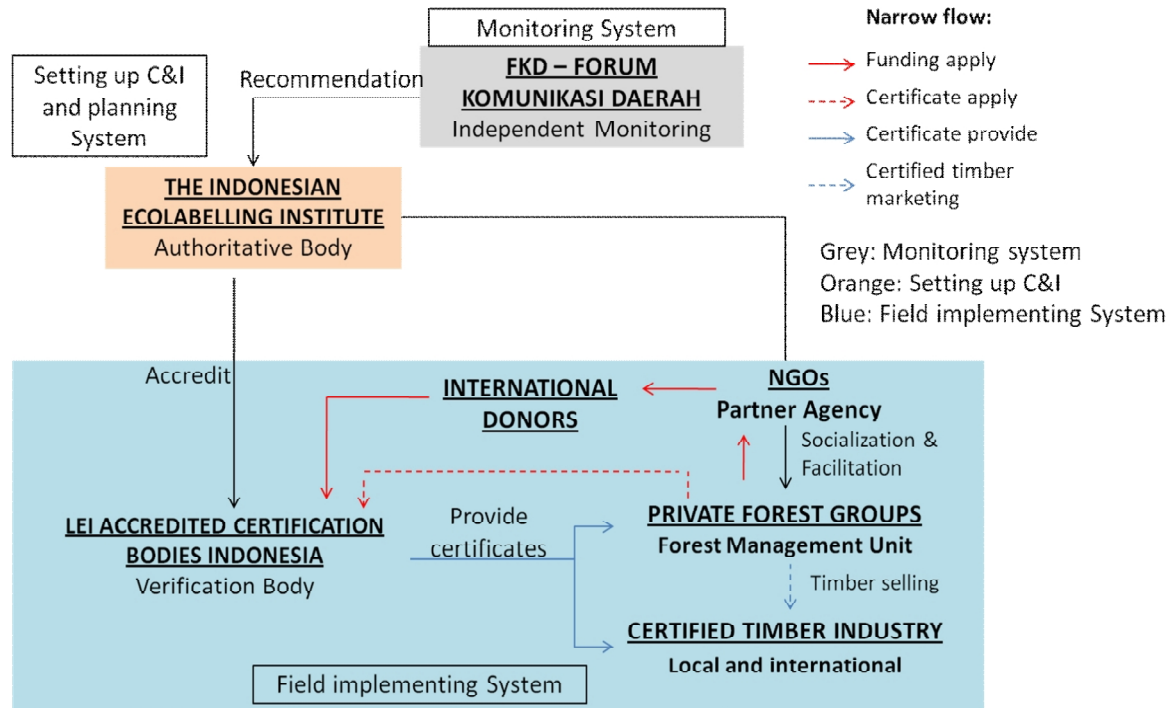 Monitoring System
FKD – FORUM
KOMUNIKASI DAERAH
Independent Monitoring
Setting up C&I
and planning
System
Recommendation
THE INDONESIAN
ECOLABELLING INSTITUTE
Authoritative Body
Narrow flow:
Funding apply
Certificate apply
Certificate provide
Certified timber
marketing
Grey: Monitoring system
Orange: Setting up C&I
Blue: Field implementing System
Accredit
INTERNATIONAL
DONORS
NGOs
Partner Agency
Socialization &
Facilitation
LEI ACCREDITED CERTIFICATION
BODIES INDONESIA
Verification Body
Provide
certificates
PRIVATE FOREST GROUPS
Forest Management Unit
Timber selling
CERTIFIED TIMBER INDUSTRY
Local and international
Field implementing System